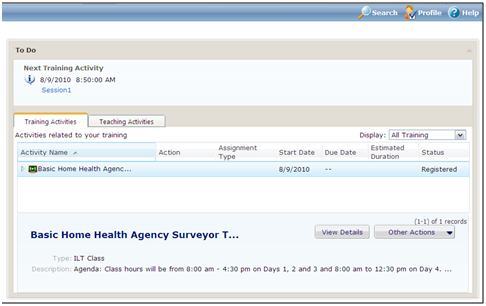 Search Profile Help
To Do
Next Training Activity
8/9/2010 8:50:00 AM
Session1
Training Activities Teaching Activities
Activities related to your training Display: All Training
Activity Name Action Assignment Type Start Date Due Date Estimated Duration Status
Basic Home Health Agenc... 8/9/2010 -- Registered
(1-1) of 1 records
Basic Home Health Agency Surveyor T... View Details Other Actions
Type: ILT Class
Description: Agenda: Class hours will be from 8:00 am - 4:30 pm on Days 1, 2 and 3 and 8:00 am to 12:30 pm on Day 4. ...